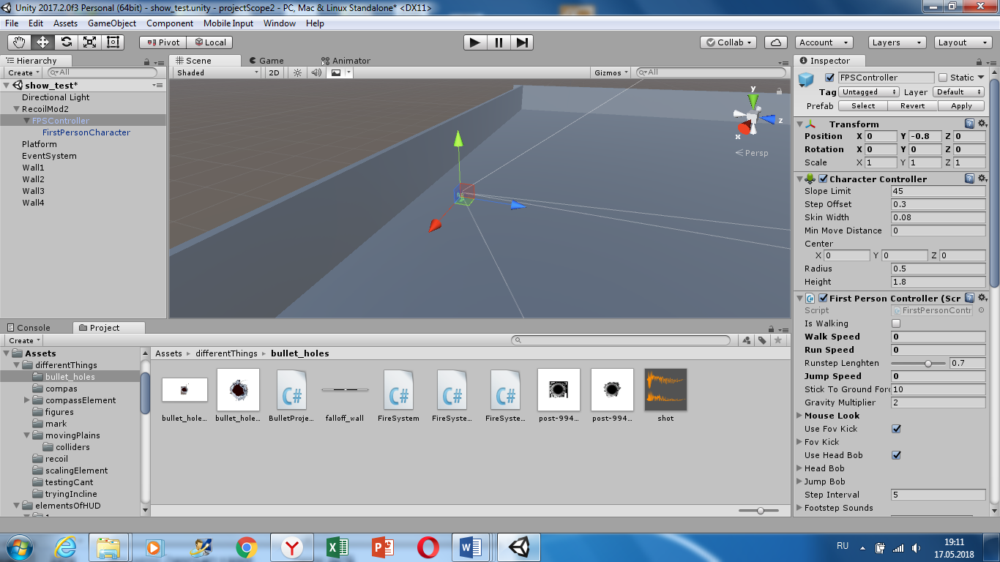 Unity 2017.2.0f3 Personal (64bit) - show_test.unity - projectScope2 - PC, Mac & Linux Standalone* <DX11>
File Edit Assets GameObject Component Mobile Input Window Help
Pivot Local Collab Account Layers Layout
Hierarchy
Create All
show_test*
Directional Light
RecoilMod2
FPSController
FirstPersonCharacter
Platform
EventSystem
Wall1
Wall2
Wall3
Wall4
Scene Game Animator
Shaded 2D Gizmos All
y
z
x
Persp
Inspector
FPSController Static
Tag Untagged Layer Default
Prefab Select Revert Apply
Transform
Position X 0 Y -0.8 Z 0
Rotation X 0 Y 0 Z 0
Scale X 1 Y 1 Z 1
Character Controller
Slope Limit 45
Step Offset 0.3
Skin Width 0.08
Min Move Distance 0
Center
X 0 Y 0 Z 0
Radius 0.5
Height 1.8
First Person Controller (Scr
Script FirstPersonContr
Is Walking
Walk Speed 0
Run Speed 0
Runstep Lenghten 0.7
Jump Speed 0
Stick To Ground Forc 10
Gravity Multiplier 2
Mouse Look
Use Fov Kick
Fov Kick
Use Head Bob
Head Bob
Jump Bob
Step Interval 5
Footstep Sounds
Console Project
Create
Assets
differentThings
bullet_holes
compas
compassElement
figures
mark
movingPlains
colliders
recoil
scalingElement
testingCant
tryingIncline
elementsOfHUD
Assets differentThings bullet_holes
bullet_hole... bullet_hole... BulletProje... falloff_wall FireSystem FireSyste... FireSyste... post-994... post-994... shot
RU
19:11
17.05.2018